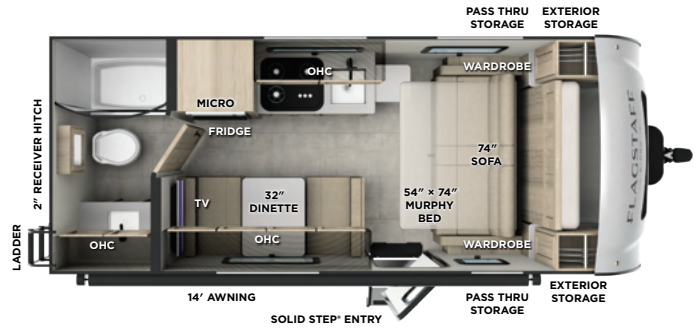 PASS THRU
STORAGE
EXTERIOR
STORAGE
OHC
WARDROBE
MICRO
FRIDGE
2" RECEIVER HITCH
74"
SOFA
FLAGSTAFF
TV
32"
DINETTE
54" × 74"
MURPHY
BED
OHC
OHC
WARDROBE
LADDER
14' AWNING
PASS THRU
STORAGE
EXTERIOR
STORAGE
SOLID STEP® ENTRY